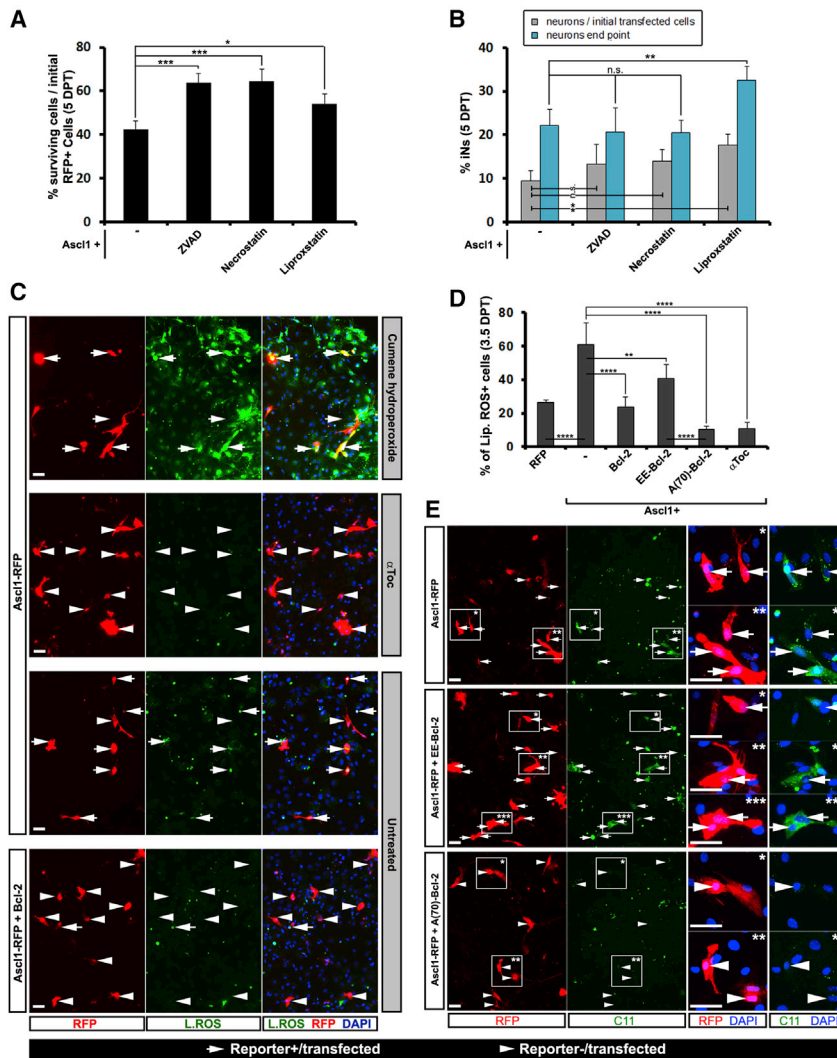 A
% surviving cells / initial
RFP+ Cells (5 DPT)
80
60
40
20
0
*
***
***
Ascl1 +
-
ZVAD
Necrostatin
Liproxstatin
B
neurons / initial transfected cells
neurons end point
% iNs (5 DPT)
40
30
20
10
0
**
n.s.
n.s.
n.s.
**
Ascl1 +
-
ZVAD
Necrostatin
Liproxstatin
C
Ascl1-RFP
Ascl1-RFP + Bcl-2
Cumene hydroperoxide
αToc
Untreated
RFP
L.ROS
L.ROS RFP DAPI
D
% of Lip. ROS+ cells (3.5 DPT)
80
60
40
20
0
****
****
**
****
****
****
RFP
-
Bcl-2
EE-Bcl-2
A(70)-Bcl-2
αToc
Ascl1+
E
Ascl1-RFP
* * *
** ** **
*
**
Ascl1-RFP + EE-Bcl-2
* * * *
** ** ** **
*** *** *** ***
Ascl1-RFP + A(70)-Bcl-2
* * * *
** ** ** **
RFP
C11
RFP DAPI
C11 DAPI
Reporter+/transfected
Reporter-/transfected